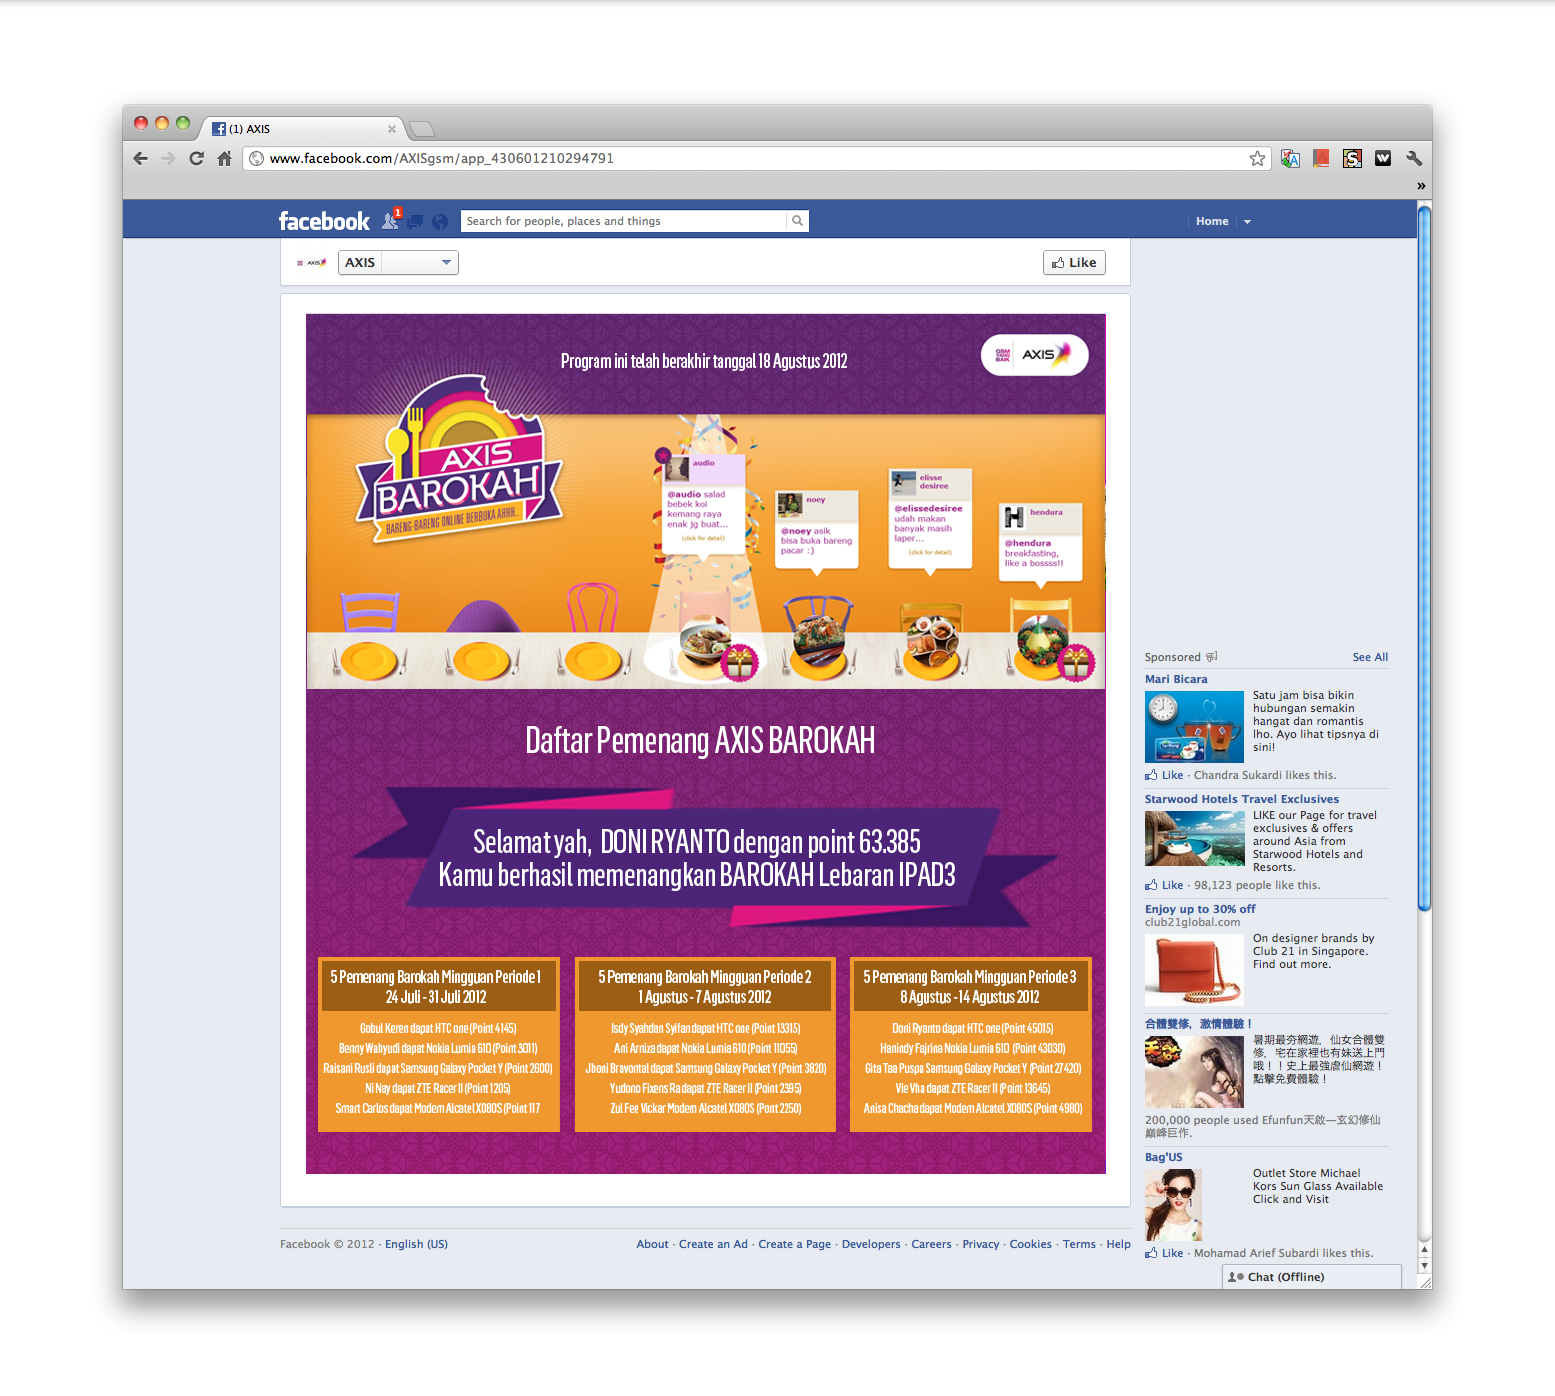 (1) AXIS
www.facebook.com/AXISgsm/app_430601210294791
facebook
1
Search for people, places and things
Home
AXIS
AXIS
Like
Program ini telah berakhir tanggal 18 Agustus 2012
GSM YANG BAIK
AXIS
AXIS
BAROKAH
BARENG-BARENG ONLINE BERBUKA AHHH...
audio
@audio salad
bebek koi
kemang raya
enak jg buat...
(click for detail)
noey
@noey asik
bisa buka bareng
pacar :)
elisse
desiree
@elissedesiree
udah makan
banyak masih
laper...
(click for detail)
hendura
@hendura
breakfasting,
like a bossss!!
Daftar Pemenang AXIS BAROKAH
Selamat yah, DONI RYANTO dengan point 63.385
Kamu berhasil memenangkan BAROKAH Lebaran IPAD3
5 Pemenang Barokah Mingguan Periode 1
24 Juli - 31 Juli 2012
Gobul Keren dapat HTC one (Point 4145)
Benny Wahyudi dapat Nokia Lumia 610 (Point 3011)
Raisani Rusli dapat Samsung Galaxy Pocket Y (Point 2600)
Ni Nay dapat ZTE Racer II (Point 1205)
Smart Carlos dapat Modem Alcatel X080S (Point 117
5 Pemenang Barokah Mingguan Periode 2
1 Agustus - 7 Agustus 2012
Isdy Syahdan Syifan dapat HTC one (Point 13315)
Ani Arniza dapat Nokia Lumia 610 (Point 11055)
Jhoni Bravontal dapat Samsung Galaxy Pocket Y (Point 3820)
Yudono Fixens Ra dapat ZTE Racer II (Point 2395)
Zul Fee Vickar Modem Alcatel X080S (Pont 2250)
5 Pemenang Barokah Mingguan Periode 3
8 Agustus -14 Agustus 2012
Doni Ryanto dapat HTC one (Point 45015)
Hanindy Fajrina Nokia Lumia 610 (Point 43030)
Gita Taa Puspa Samsung Galaxy Pocket Y (Point 27420)
Vie Vha dapat ZTE Racer II (Point 13645)
Anisa Chacha dapat Modem Alcatel X080S (Point 4980)
Sponsored
See All
Mari Bicara
Satu jam bisa bikin
hubungan semakin
hangat dan romantis
lho. Ayo lihat tipsnya di
sini!
Like · Chandra Sukardi likes this.
Starwood Hotels Travel Exclusives
LIKE our Page for travel
exclusives & offers
around Asia from
Starwood Hotels and
Resorts.
Like · 98,123 people like this.
Enjoy up to 30% off
club21global.com
On designer brands by
Club 21 in Singapore.
Find out more.
合體雙修，激情體驗！
暑期最夯網遊，仙女合體雙
修，宅在家裡也有妹送上門
哦！！史上最強虐仙網遊！
點擊免費體驗！
200,000 people used Efunfun天啟—玄幻修仙
巔峰巨作.
Bag'US
Outlet Store Michael
Kors Sun Glass Available
Click and Visit
Like · Mohamad Arief Subardi likes this.
Facebook © 2012 · English (US)
About · Create an Ad · Create a Page · Developers · Careers · Privacy · Cookies · Terms · Help
Chat (Offline)